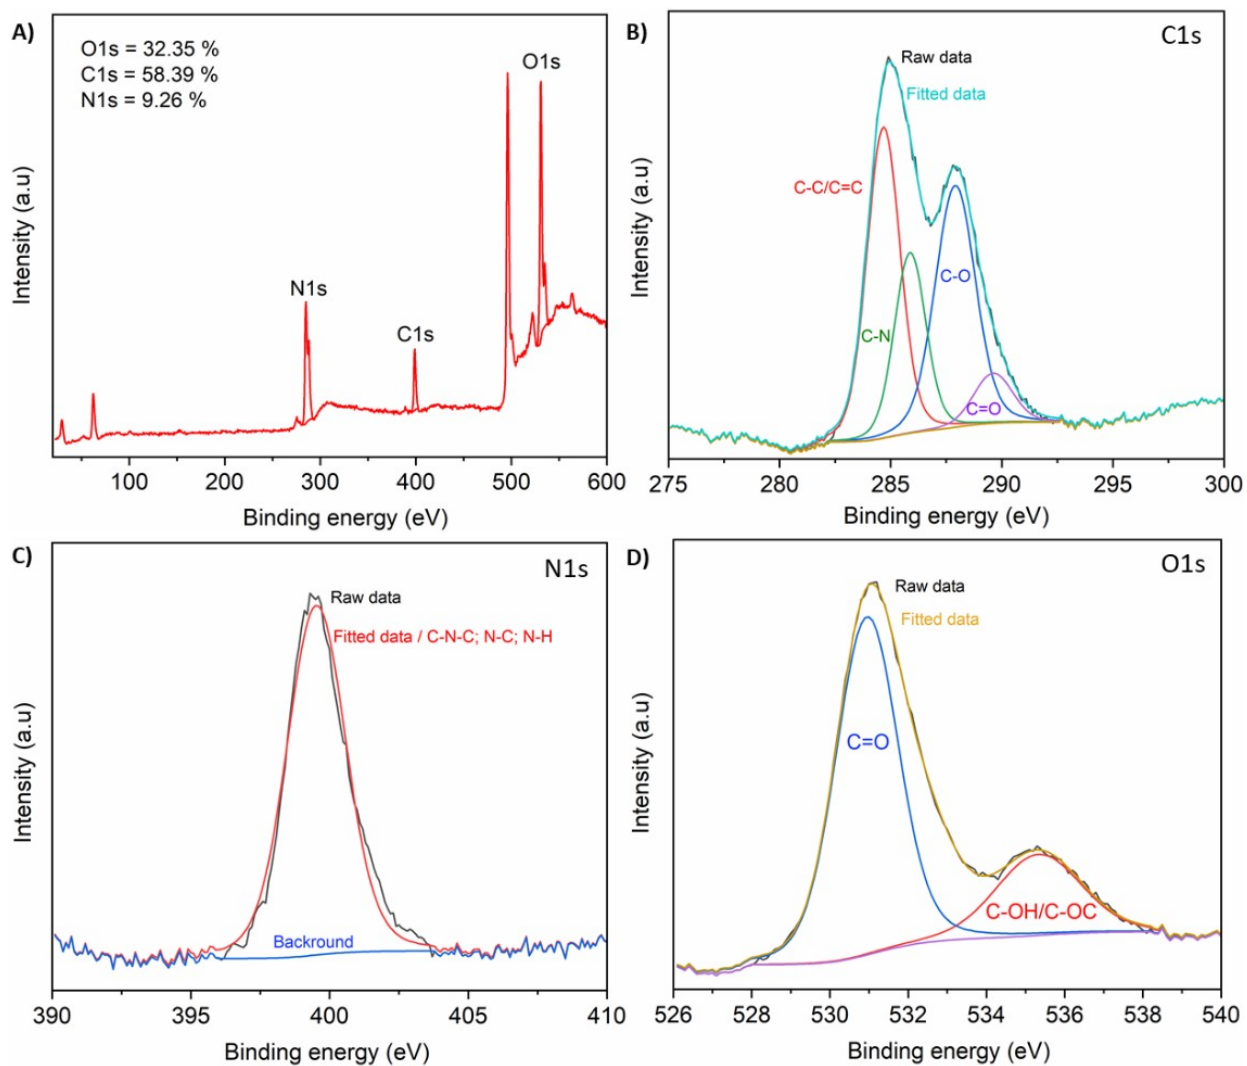 A)
O1s = 32.35 %
C1s = 58.39 %
N1s = 9.26 %
O1s
N1s
C1s
Intensity (a.u)
100 200 300 400 500 600
Binding energy (eV)
B)
C1s
Raw data
Fitted data
C-C/C=C
C-O
C-N
C=O
Intensity (a.u)
275 280 285 290 295 300
Binding energy (eV)
C)
N1s
Raw data
Fitted data / C-N-C; N-C; N-H
Backround
Intensity (a.u)
390 395 400 405 410
Binding energy (eV)
D)
O1s
Raw data
Fitted data
C=O
C-OH/C-OC
Intensity (a.u)
526 528 530 532 534 536 538 540
Binding energy (eV)